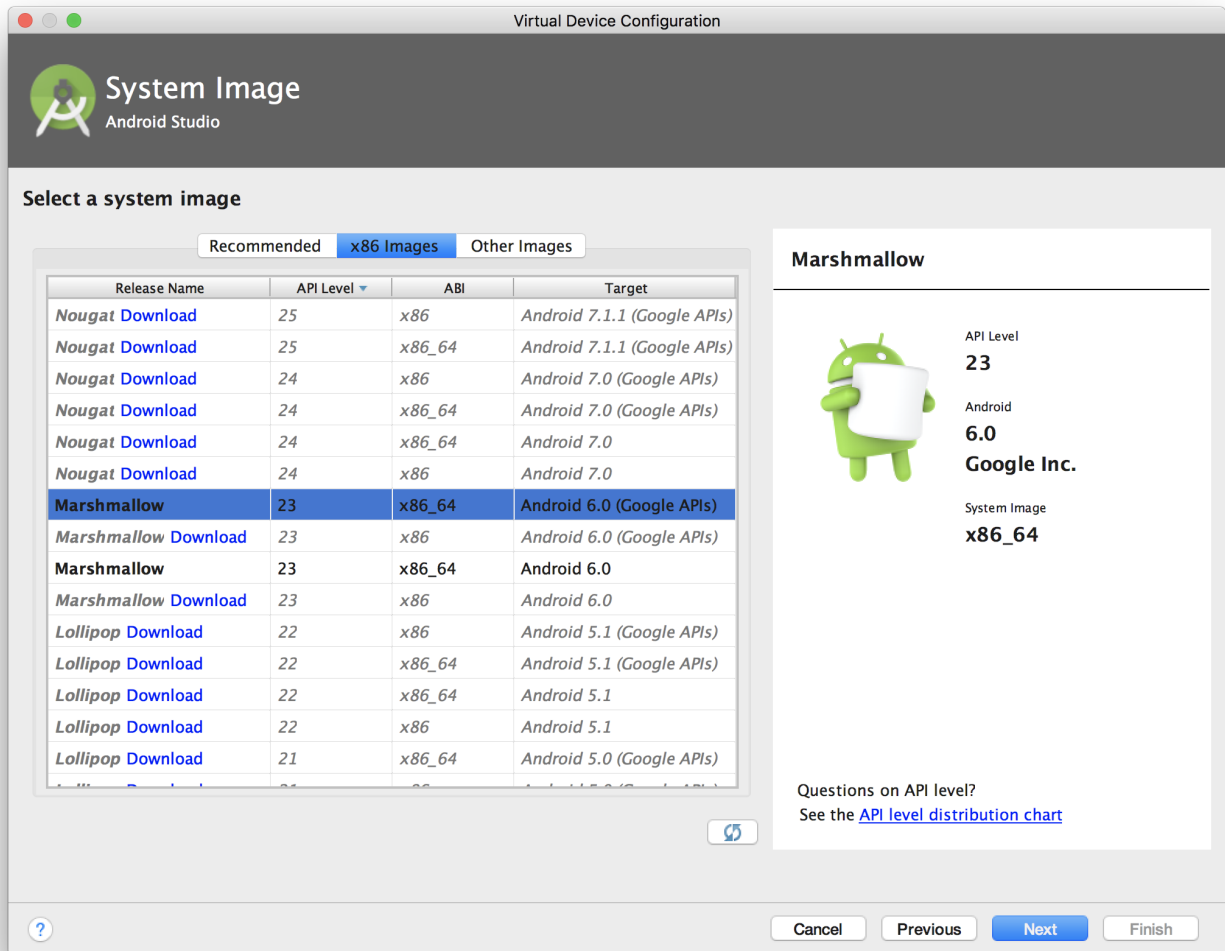 Virtual Device Configuration
System Image
Android Studio
Select a system image
Recommended x86 Images Other Images
Release Name API Level ABI Target
Nougat Download 25 x86 Android 7.1.1 (Google APIs)
Nougat Download 25 x86_64 Android 7.1.1 (Google APIs)
Nougat Download 24 x86 Android 7.0 (Google APIs)
Nougat Download 24 x86_64 Android 7.0 (Google APIs)
Nougat Download 24 x86_64 Android 7.0
Nougat Download 24 x86 Android 7.0
Marshmallow 23 x86_64 Android 6.0 (Google APIs)
Marshmallow Download 23 x86 Android 6.0 (Google APIs)
Marshmallow 23 x86_64 Android 6.0
Marshmallow Download 23 x86 Android 6.0
Lollipop Download 22 x86 Android 5.1 (Google APIs)
Lollipop Download 22 x86_64 Android 5.1 (Google APIs)
Lollipop Download 22 x86_64 Android 5.1
Lollipop Download 22 x86 Android 5.1
Lollipop Download 21 x86_64 Android 5.0 (Google APIs)
Marshmallow
API Level
23
Android
6.0
Google Inc.
System Image
x86_64
Questions on API level?
See the API level distribution chart
? Cancel Previous Next Finish